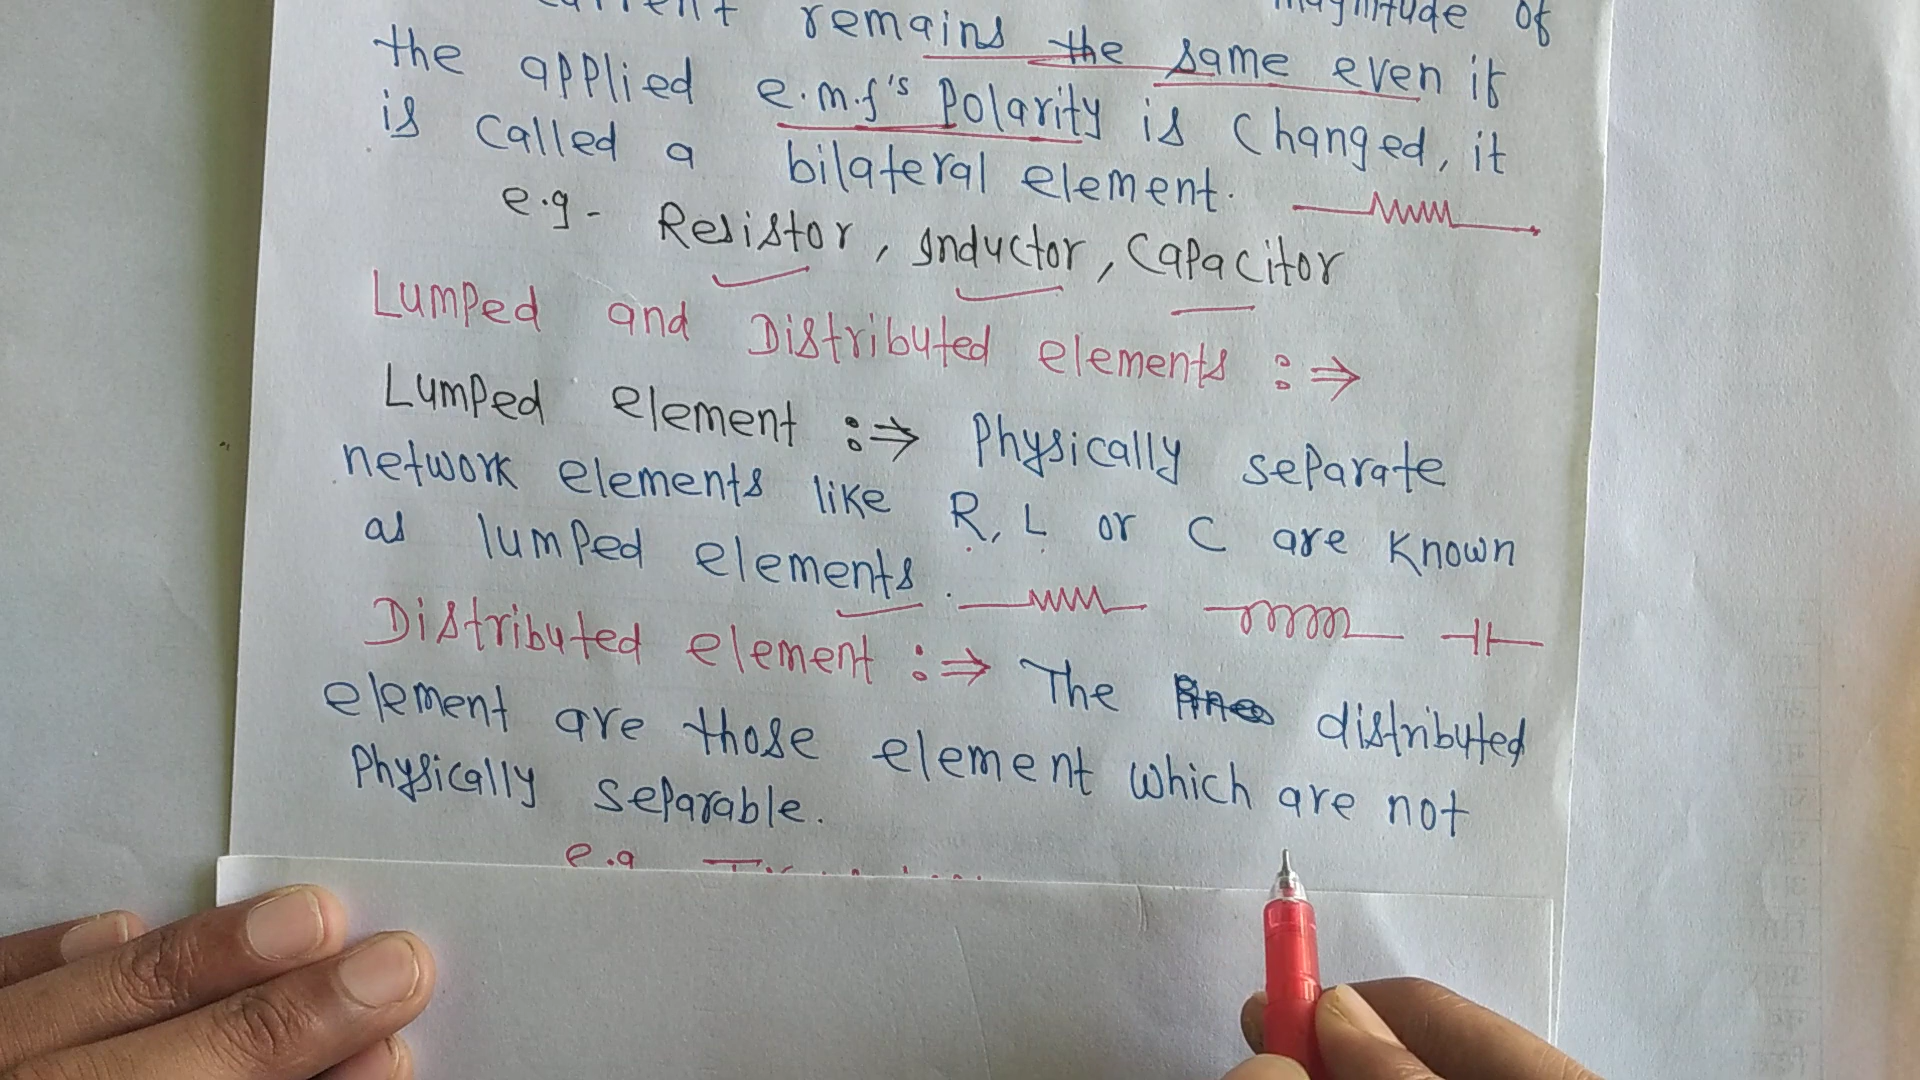 remains magnitude of
the applied e.m.f's Polarity is changed, it
the same even if
is called a bilateral element.
e.g - Resistor, Inductor, Capacitor
Lumped and Distributed elements :⇒
Lumped element :⇒ Physically separate
network elements like R, L or C are known
as lumped elements.
Distributed element :⇒ The distributed
element are those element which are not
Physically separable.
e.g